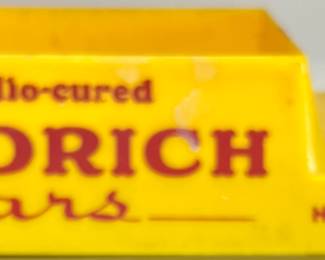 llo-cured
DRICH
ars
H